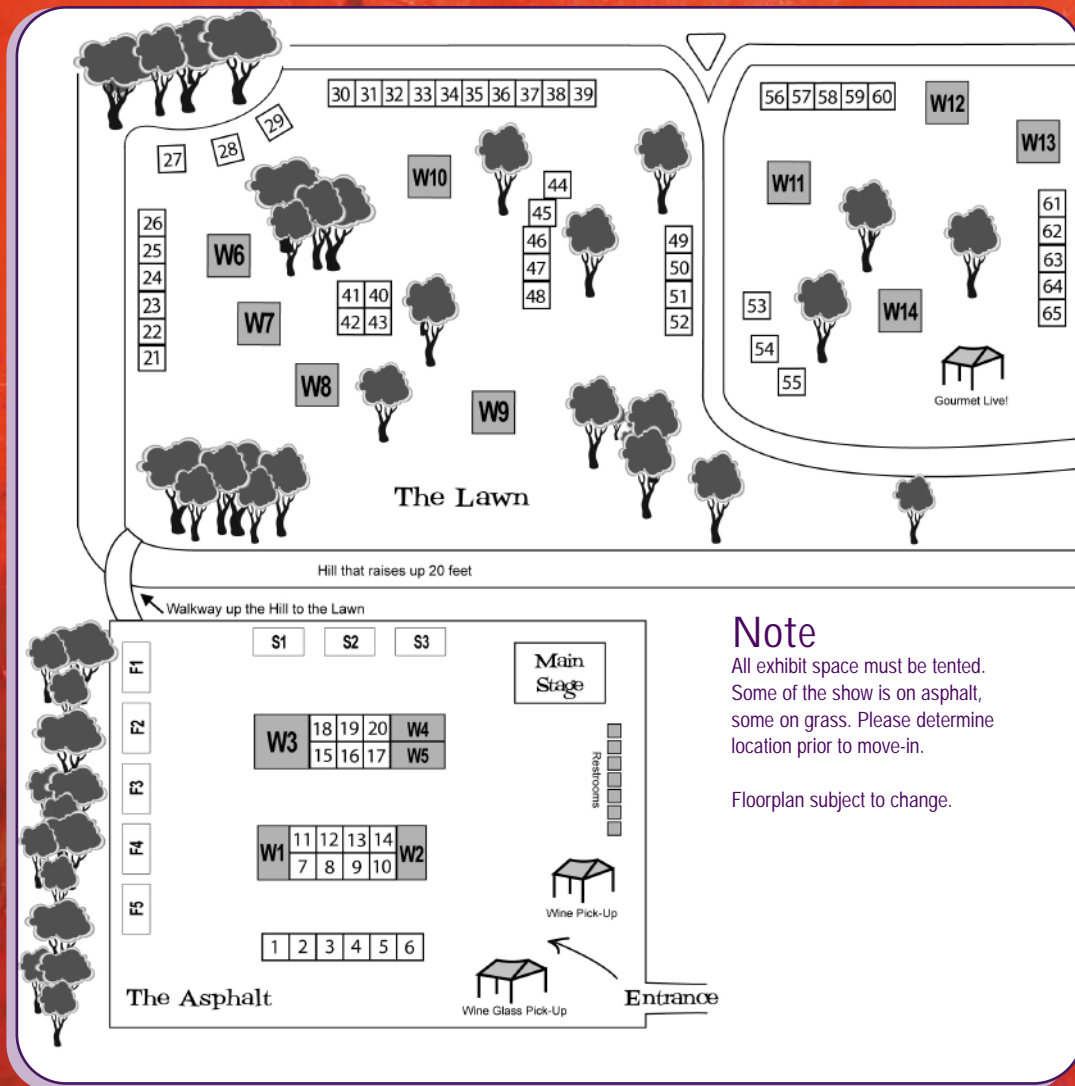 30 31 32 33 34 35 36 37 38 39
56 57 58 59 60
W12
W13
29
28
27
W10
44
45
46
47
48
W11
61
62
63
64
65
26
25
24
23
22
21
W6
W7
41 40
42 43
49
50
51
52
53
54
55
W14
Gourmet Live!
W8
W9
The Lawn
Hill that raises up 20 feet
Walkway up the Hill to the Lawn
S1 S2 S3
Main
Stage
F1
F2
F3
F4
F5
W3
18 19 20
15 16 17
W4
W5
Restrooms
W1
11 12 13 14
7 8 9 10
W2
Wine Pick-Up
1 2 3 4 5 6
Wine Glass Pick-Up
The Asphalt
Entrance
Note
All exhibit space must be tented.
Some of the show is on asphalt,
some on grass. Please determine
location prior to move-in.
Floorplan subject to change.